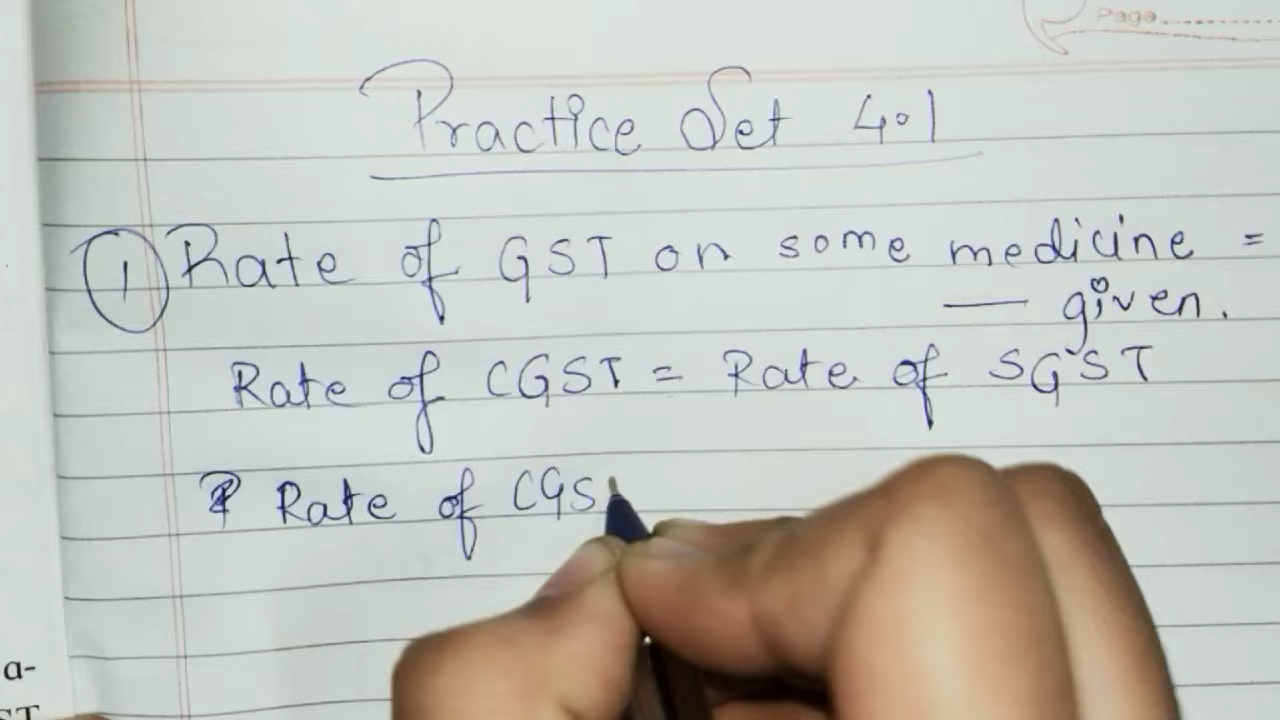 Page
Practice Set 4.1
1 Rate of GST on some medicine =
— given.
Rate of CGST = Rate of SGST
Rate of CGS
a-
ST